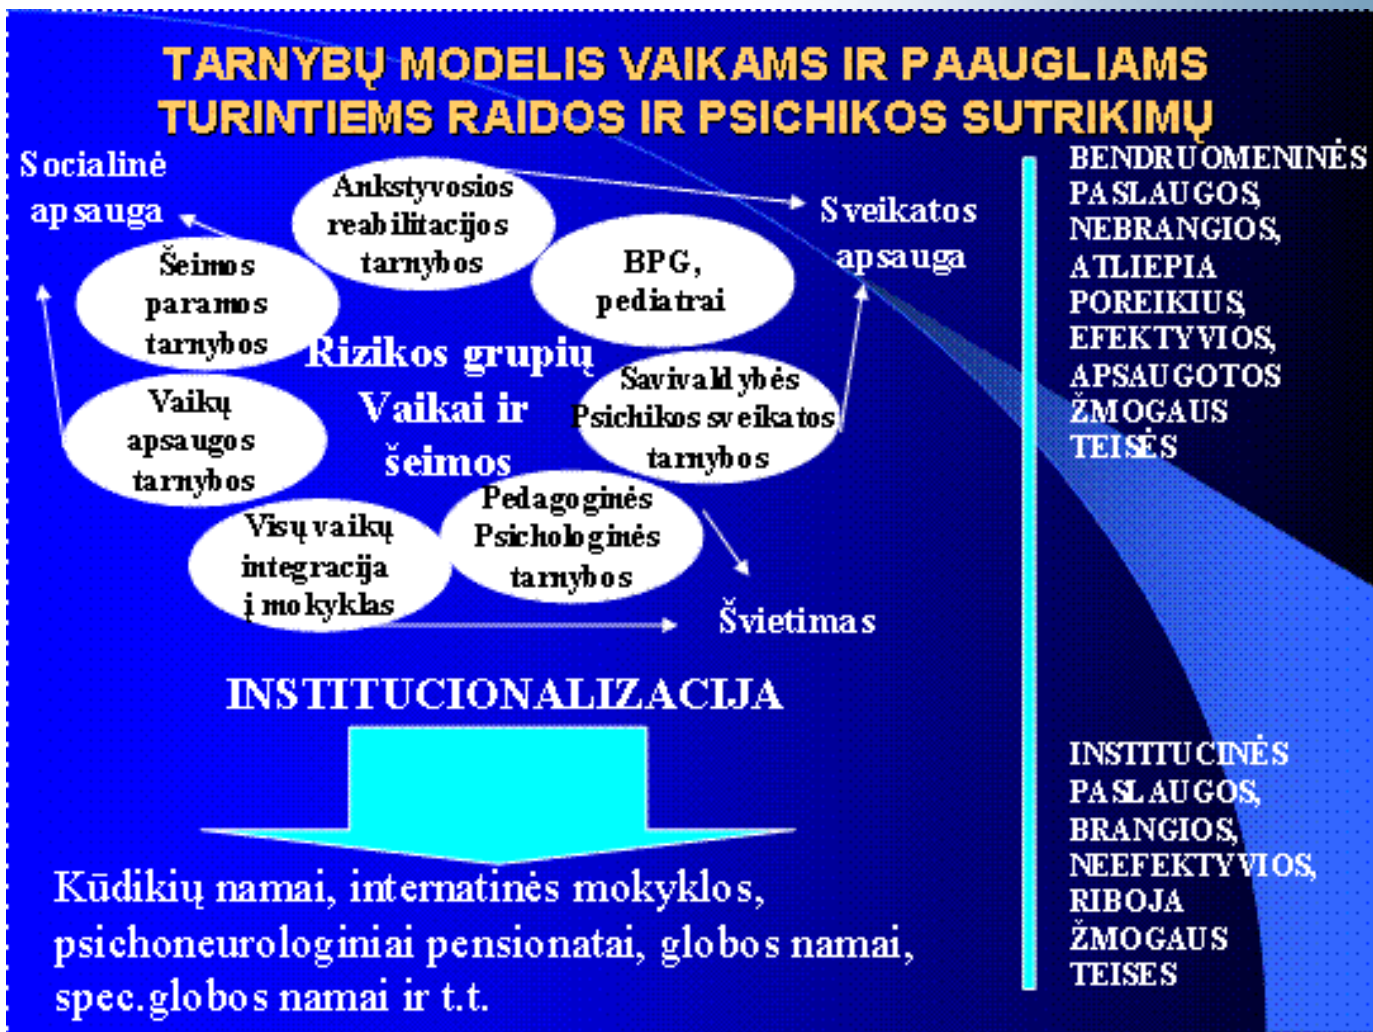 TARNYBŲ MODELIS VAIKAMS IR PAAUGLIAMS
TURINTIEMS RAIDOS IR PSICHIKOS SUTRIKIMŲ
Socialinė
apsauga
Ankstyvosios
reabilitacijos
tarnybos
Sveikatos
apsauga
Šeimos
paramos
tarnybos
BPG,
pediatrai
Rizikos grupių
Vaikai ir
šeimos
Vaikų
apsaugos
tarnybos
Savivaldybės
Psichikos sveikatos
tarnybos
Visų vaikų
integracija
į mokyklas
Pedagoginės
Psichologinės
tarnybos
Švietimas
INSTITUCIONALIZACIJA
Kūdikių namai, internatinės mokyklos,
psichoneurologiniai pensionatai, globos namai,
spec.globos namai ir t.t.
BENDRUOMENINĖS
PASLAUGOS,
NEBRANGIOS,
ATLIEPIA
POREIKIUS,
EFEKTYVIOS,
APSAUGOTOS
ŽMOGAUS
TEISĖS
INSTITUCINĖS
PASLAUGOS,
BRANGIOS,
NEEFEKTYVIOS,
RIBOJA
ŽMOGAUS
TEISES